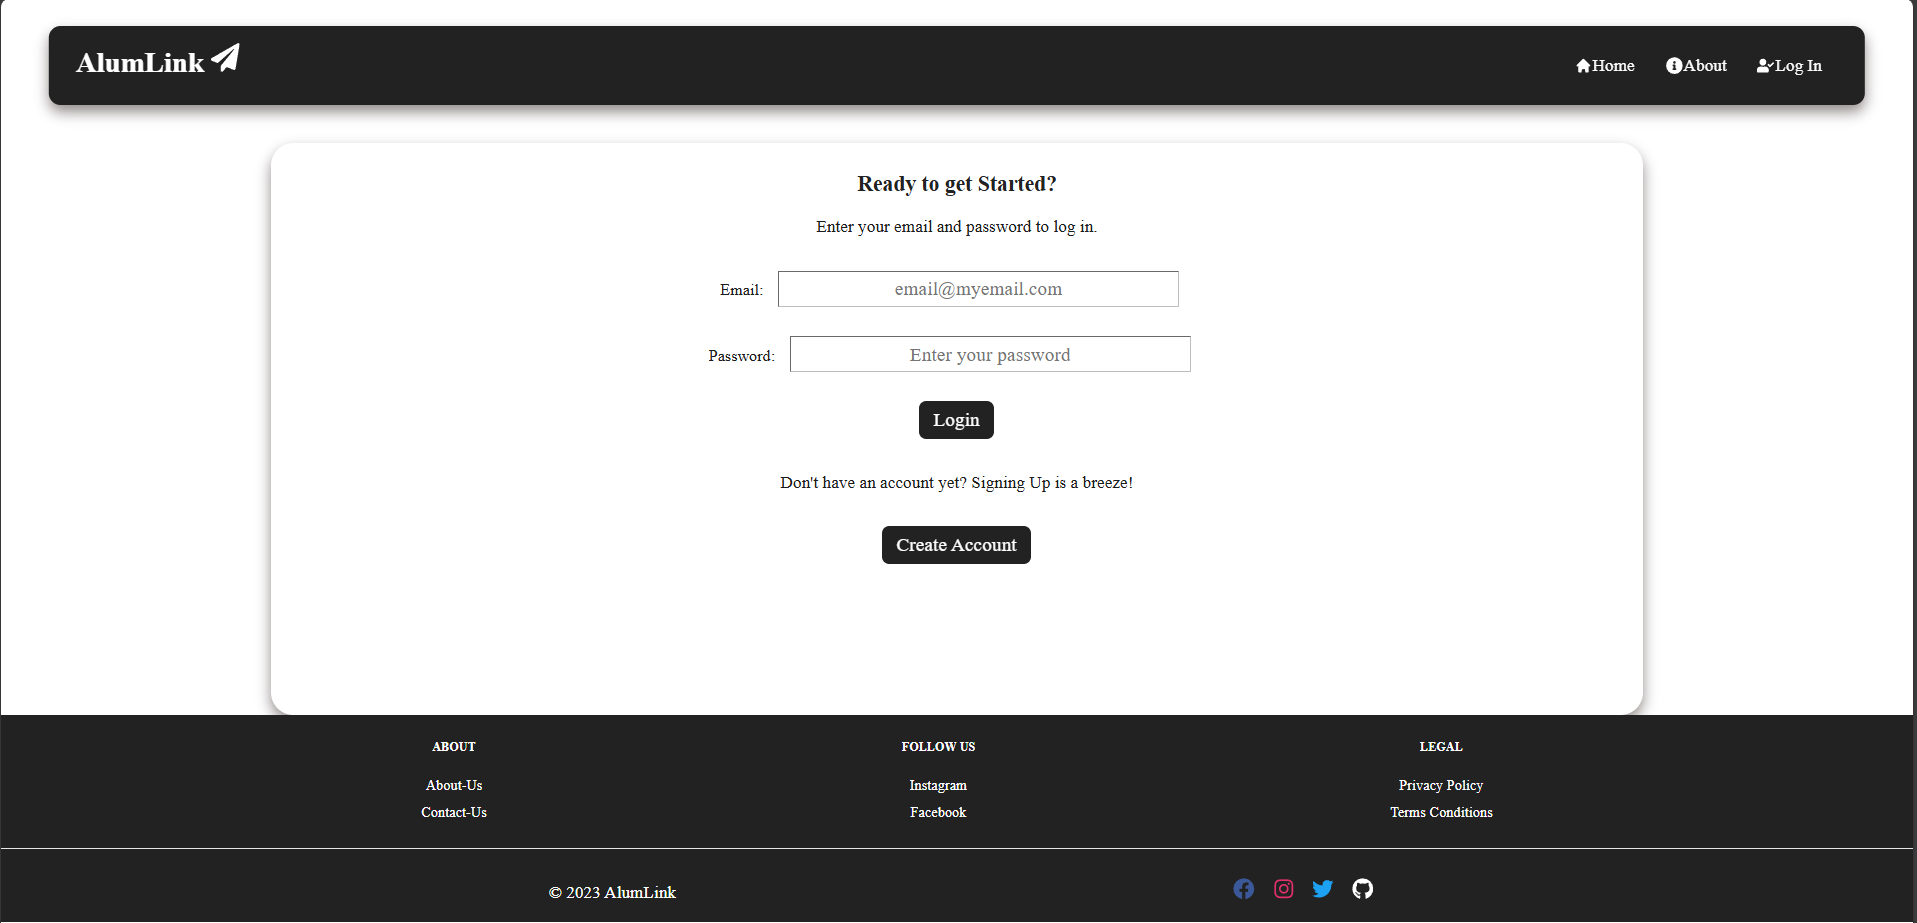 AlumLink
Home About Log In
Ready to get Started?
Enter your email and password to log in.
Email: email@myemail.com
Password: Enter your password
Login
Don't have an account yet? Signing Up is a breeze!
Create Account
ABOUT
About-Us
Contact-Us
FOLLOW US
Instagram
Facebook
LEGAL
Privacy Policy
Terms Conditions
© 2023 AlumLink